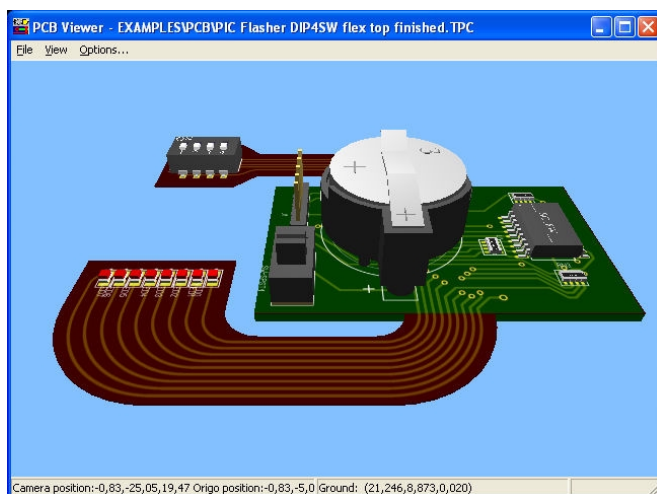 PCB Viewer - EXAMPLES\PCB\PIC Flasher DIP4SW flex top finished.TPC
File View Options...
Camera position:-0,83,-25,05,19,47 Origo position:-0,83,-5,0 Ground: (21,246,8,873,0,020)